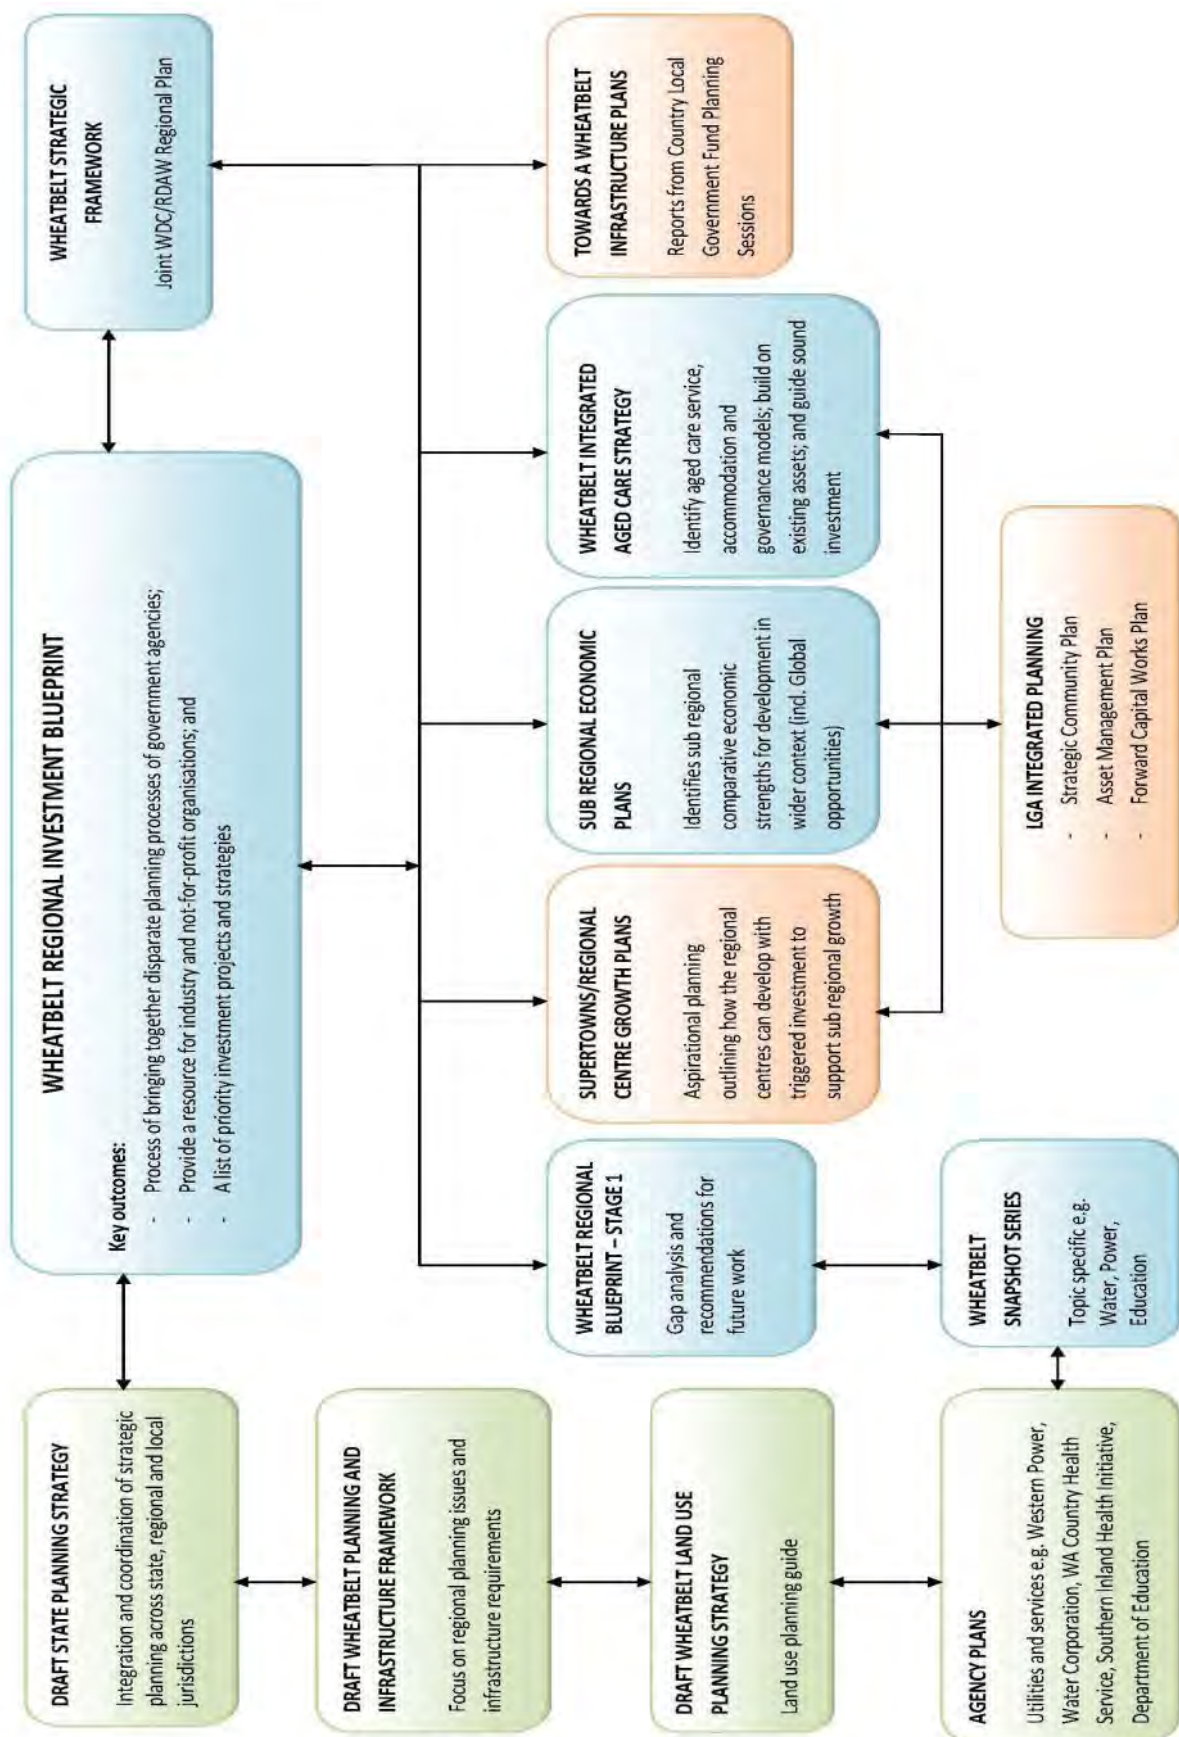 WHEATBELT REGIONAL INVESTMENT BLUEPRINT
Key outcomes:
- Process of bringing together disparate planning processes of government agencies;
- Provide a resource for industry and not-for-profit organisations; and
- A list of priority investment projects and strategies
DRAFT STATE PLANNING STRATEGY
Integration and coordination of strategic
planning across state, regional and local
jurisdictions
WHEATBELT STRATEGIC
FRAMEWORK
Joint WDC/RDAW Regional Plan
DRAFT WHEATBELT PLANNING AND
INFRASTRUCTURE FRAMEWORK
Focus on regional planning issues and
infrastructure requirements
DRAFT WHEATBELT LAND USE
PLANNING STRATEGY
Land use planning guide
AGENCY PLANS
Utilities and services e.g. Western Power,
Water Corporation, WA Country Health
Service, Southern Inland Health Initiative,
Department of Education
WHEATBELT REGIONAL
BLUEPRINT – STAGE 1
Gap analysis and
recommendations for
future work
WHEATBELT
SNAPSHOT SERIES
Topic specific e.g.
Water, Power,
Education
SUPERTOWNS/REGIONAL
CENTRE GROWTH PLANS
Aspirational planning
outlining how the regional
centres can develop with
triggered investment to
support sub regional growth
SUB REGIONAL ECONOMIC
PLANS
Identifies sub regional
comparative economic
strengths for development in
wider context (incl. Global
opportunities)
WHEATBELT INTEGRATED
AGED CARE STRATEGY
Identify aged care service,
accommodation and
governance models; build on
existing assets; and guide sound
investment
TOWARDS A WHEATBELT
INFRASTRUCTURE PLANS
Reports from Country Local
Government Fund Planning
Sessions
LGA INTEGRATED PLANNING
- Strategic Community Plan
- Asset Management Plan
- Forward Capital Works Plan